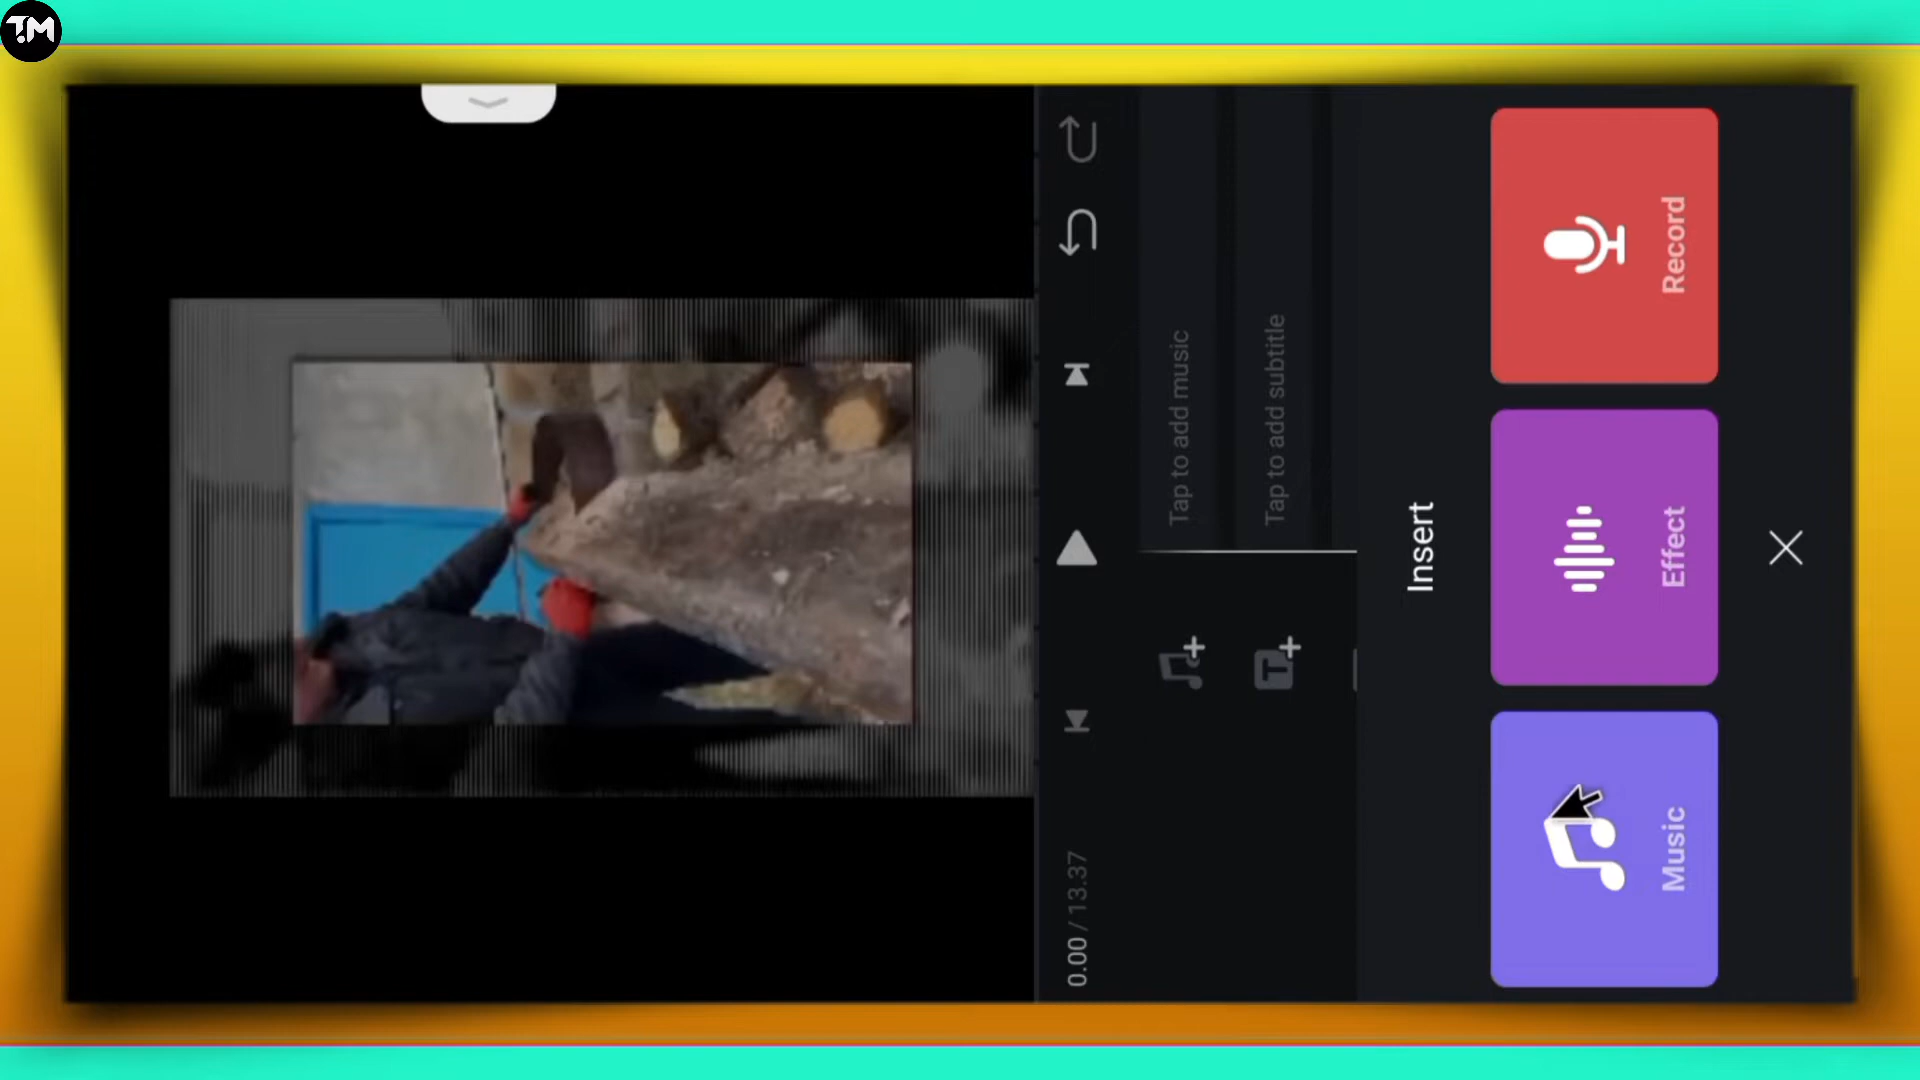 T.M
0.00 / 13.37
Tap to add music
Tap to add subtitle
T
Insert
Music
Effect
Record